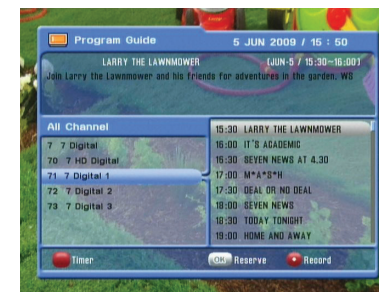 Program Guide
5 JUN 2009 / 15 : 50
LARRY THE LAWNMOWER
[JUN-5 / 15:30~16:00]
Join Larry the Lawnmower and his friends for adventures in the garden. WS
All Channel
7 7 Digital
70 7 HD Digital
71 7 Digital 1
72 7 Digital 2
73 7 Digital 3
15:30 LARRY THE LAWNMOWER
16:00 IT'S ACADEMIC
16:30 SEVEN NEWS AT 4.30
17:00 M*A*S*H
17:30 DEAL OR NO DEAL
18:00 SEVEN NEWS
18:30 TODAY TONIGHT
19:00 HOME AND AWAY
Timer
OK Reserve
Record